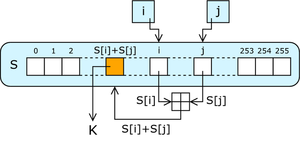 i j
0 1 2 S[i]+S[j] i j 253 254 255
S
S[i] S[j]
K S[i]+S[j]